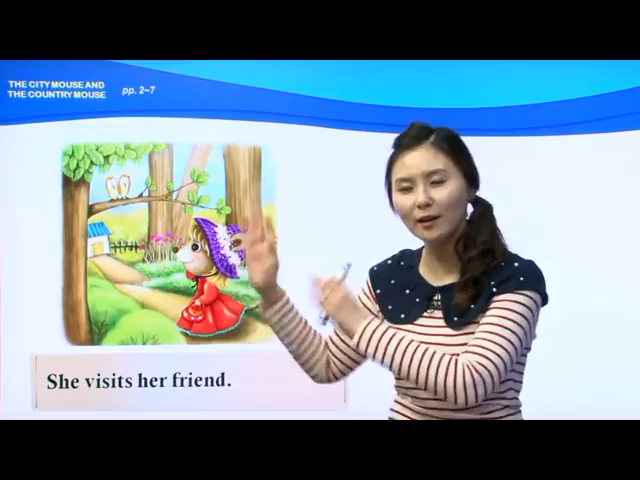 THE CITY MOUSE AND
THE COUNTRY MOUSE
pp. 2~7
She visits her friend.